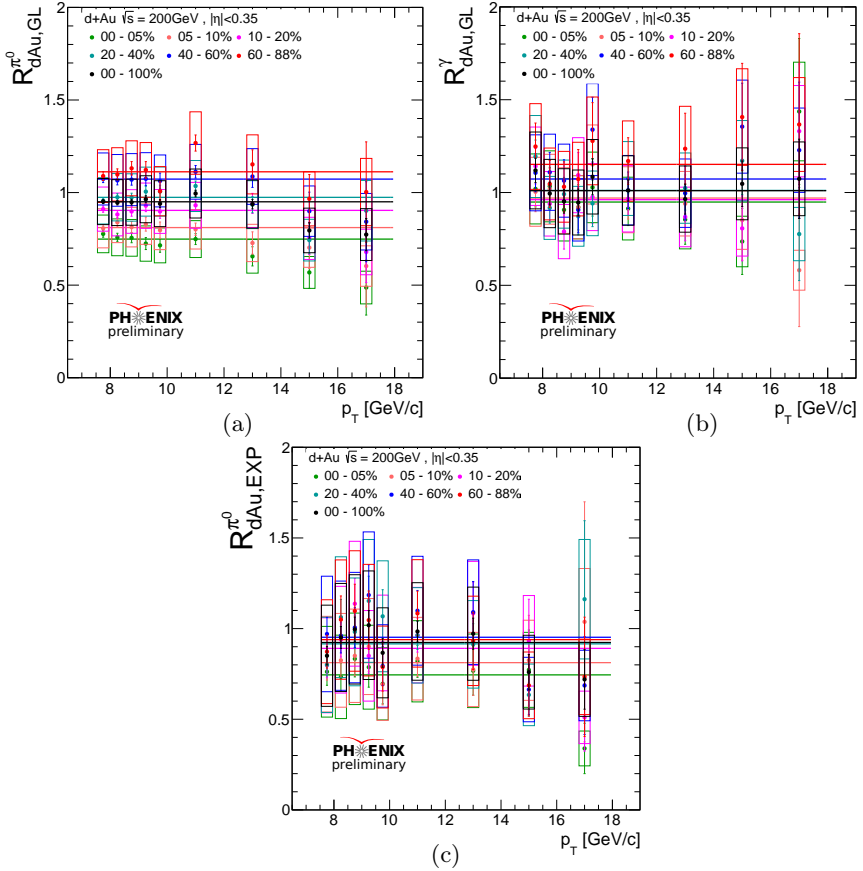 d+Au √s = 200GeV , |η|<0.35
00 - 05% 05 - 10% 10 - 20%
20 - 40% 40 - 60% 60 - 88%
00 - 100%
R^π⁰_dAu,GL
2
1.5
1
0.5
0
PHENIX
preliminary
8 10 12 14 16 18
p_T [GeV/c]
(a)
d+Au √s = 200GeV , |η|<0.35
00 - 05% 05 - 10% 10 - 20%
20 - 40% 40 - 60% 60 - 88%
00 - 100%
R^γ_dAu,GL
2
1.5
1
0.5
0
PHENIX
preliminary
8 10 12 14 16 18
p_T [GeV/c]
(b)
d+Au √s = 200GeV , |η|<0.35
00 - 05% 05 - 10% 10 - 20%
20 - 40% 40 - 60% 60 - 88%
00 - 100%
R^π⁰_dAu,EXP
2
1.5
1
0.5
0
PHENIX
preliminary
8 10 12 14 16 18
p_T [GeV/c]
(c)